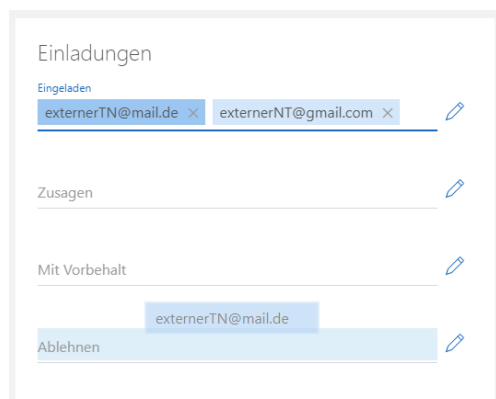 Einladungen
Eingeladen
externerTN@mail.de × externerNT@gmail.com ×
Zusagen
Mit Vorbehalt
externerTN@mail.de
Ablehnen